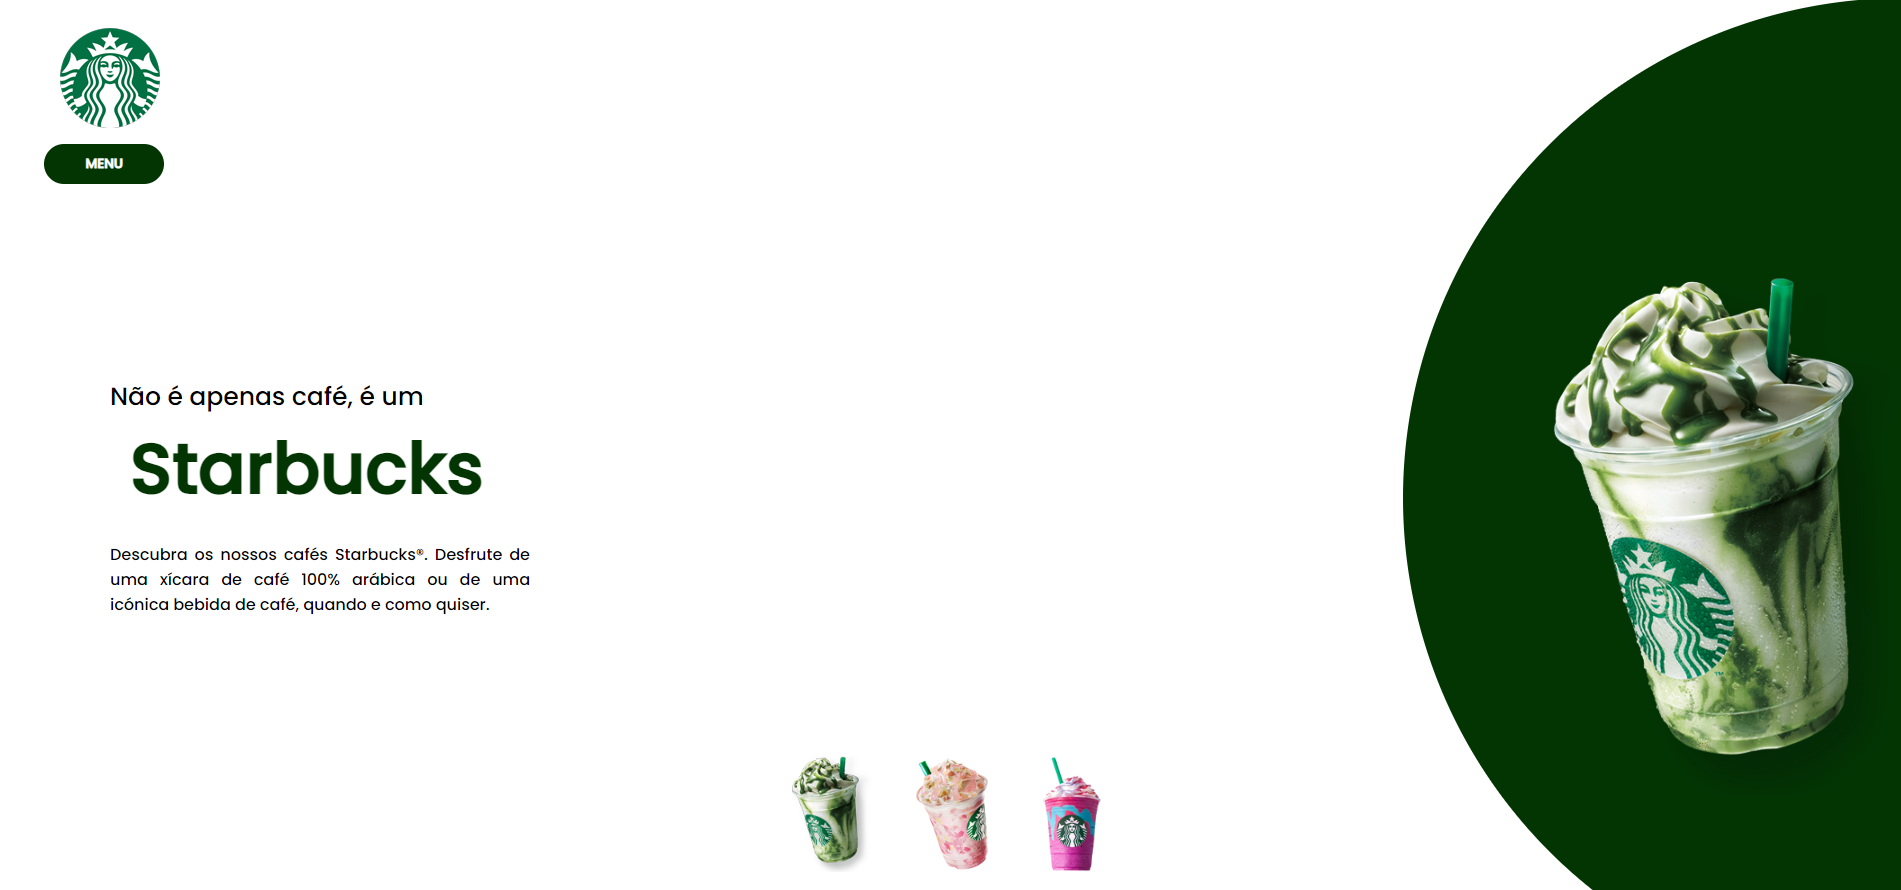 MENU
Não é apenas café, é um
Starbucks
Descubra os nossos cafés Starbucks®. Desfrute de
uma xícara de café 100% arábica ou de uma
icónica bebida de café, quando e como quiser.
TM